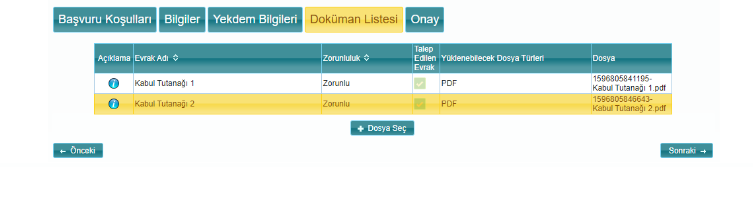 Başvuru Koşulları Bilgiler Yekdem Bilgileri Doküman Listesi Onay
Açıklama Evrak Adı Zorunluluk Talep Edilen Evrak Yüklenebilecek Dosya Türleri Dosya
Kabul Tutanağı 1 Zorunlu PDF 1596805841195-
Kabul Tutanağı 1.pdf
Kabul Tutanağı 2 Zorunlu PDF 1596805846643-
Kabul Tutanağı 2.pdf
Dosya Seç
← Önceki Sonraki →